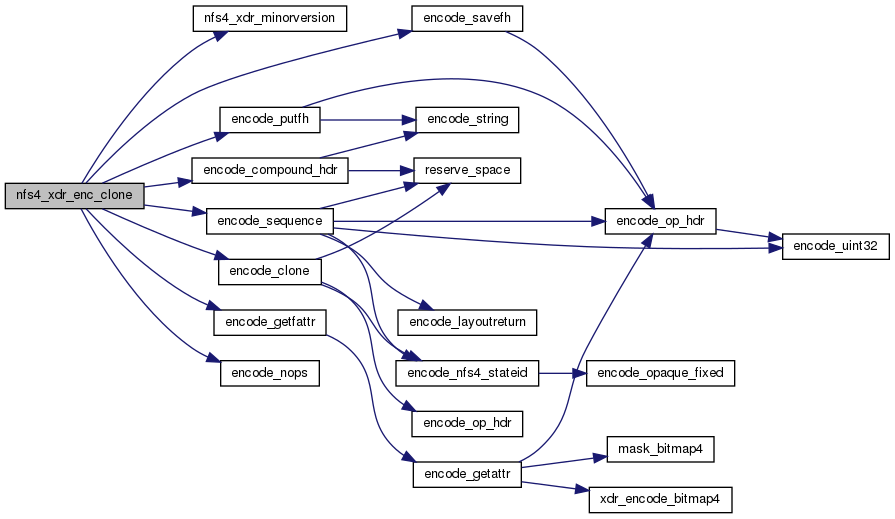 nfs4_xdr_minorversion
encode_savefh
encode_putfh
encode_string
encode_compound_hdr
reserve_space
nfs4_xdr_enc_clone
encode_sequence
encode_op_hdr
encode_uint32
encode_clone
encode_getfattr
encode_layoutreturn
encode_nops
encode_nfs4_stateid
encode_opaque_fixed
encode_op_hdr
mask_bitmap4
encode_getattr
xdr_encode_bitmap4